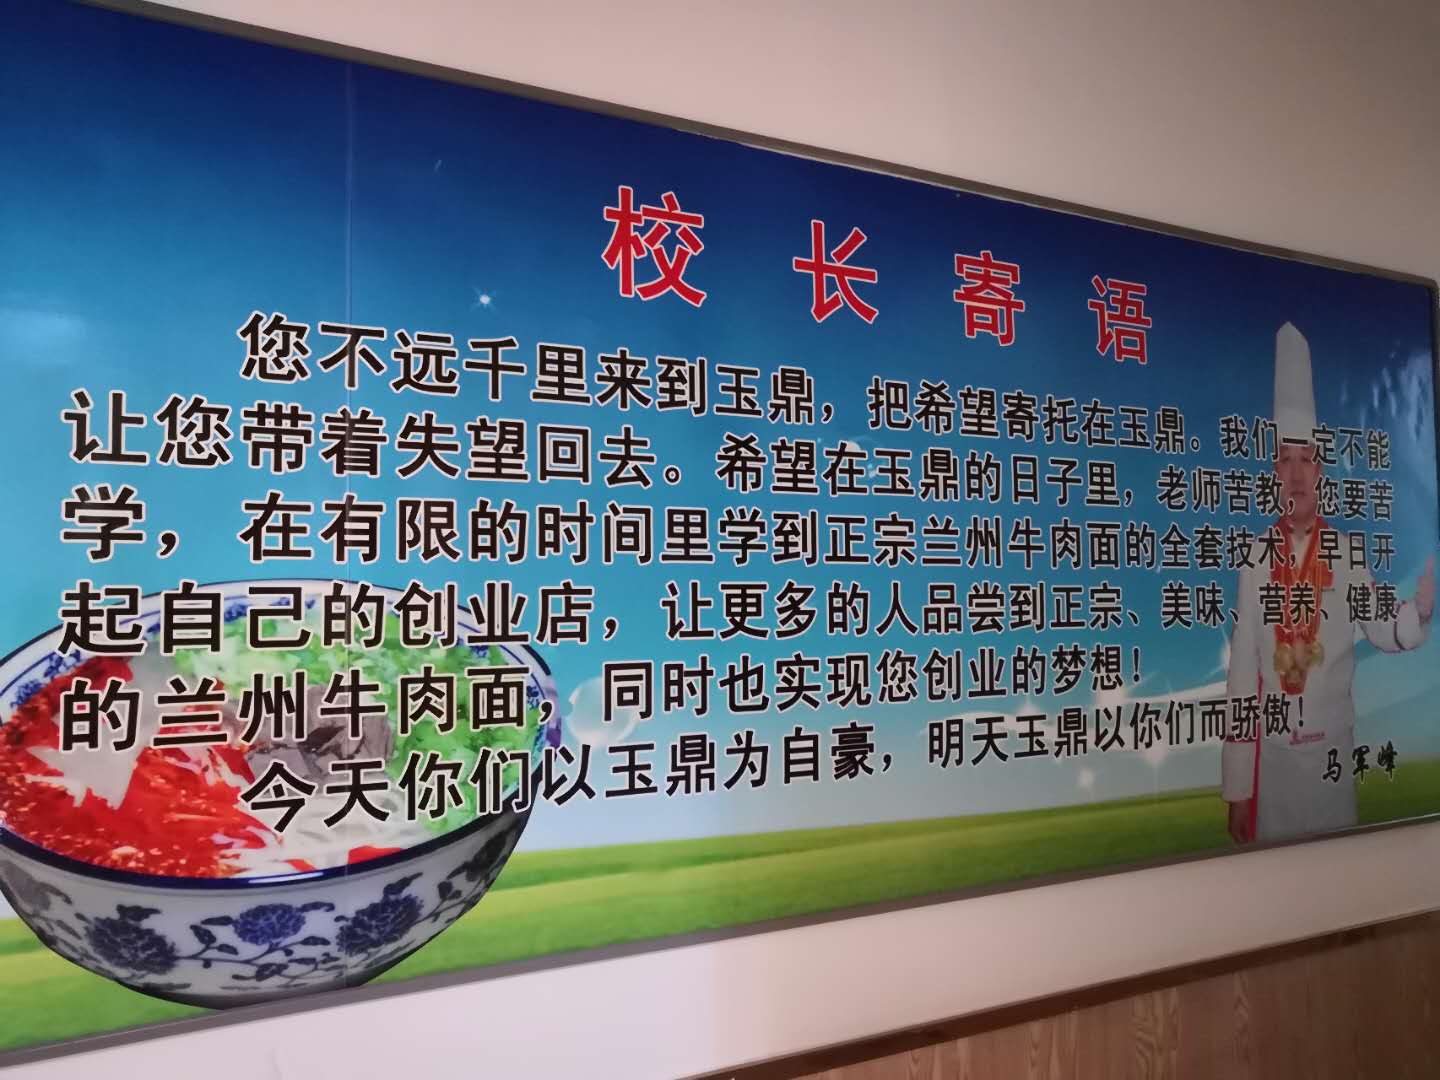 校长寄语
您不远千里来到玉鼎，把希望寄托在玉鼎。我们一定不能
让您带着失望回去。希望在玉鼎的日子里，老师苦教，您要苦
学，在有限的时间里学到正宗兰州牛肉面的全套技术，早日开
起自己的创业店，让更多的人品尝到正宗、美味、营养、健康
的兰州牛肉面，同时也实现您创业的梦想！
今天你们以玉鼎为自豪，明天玉鼎以你们而骄傲！
马军峰